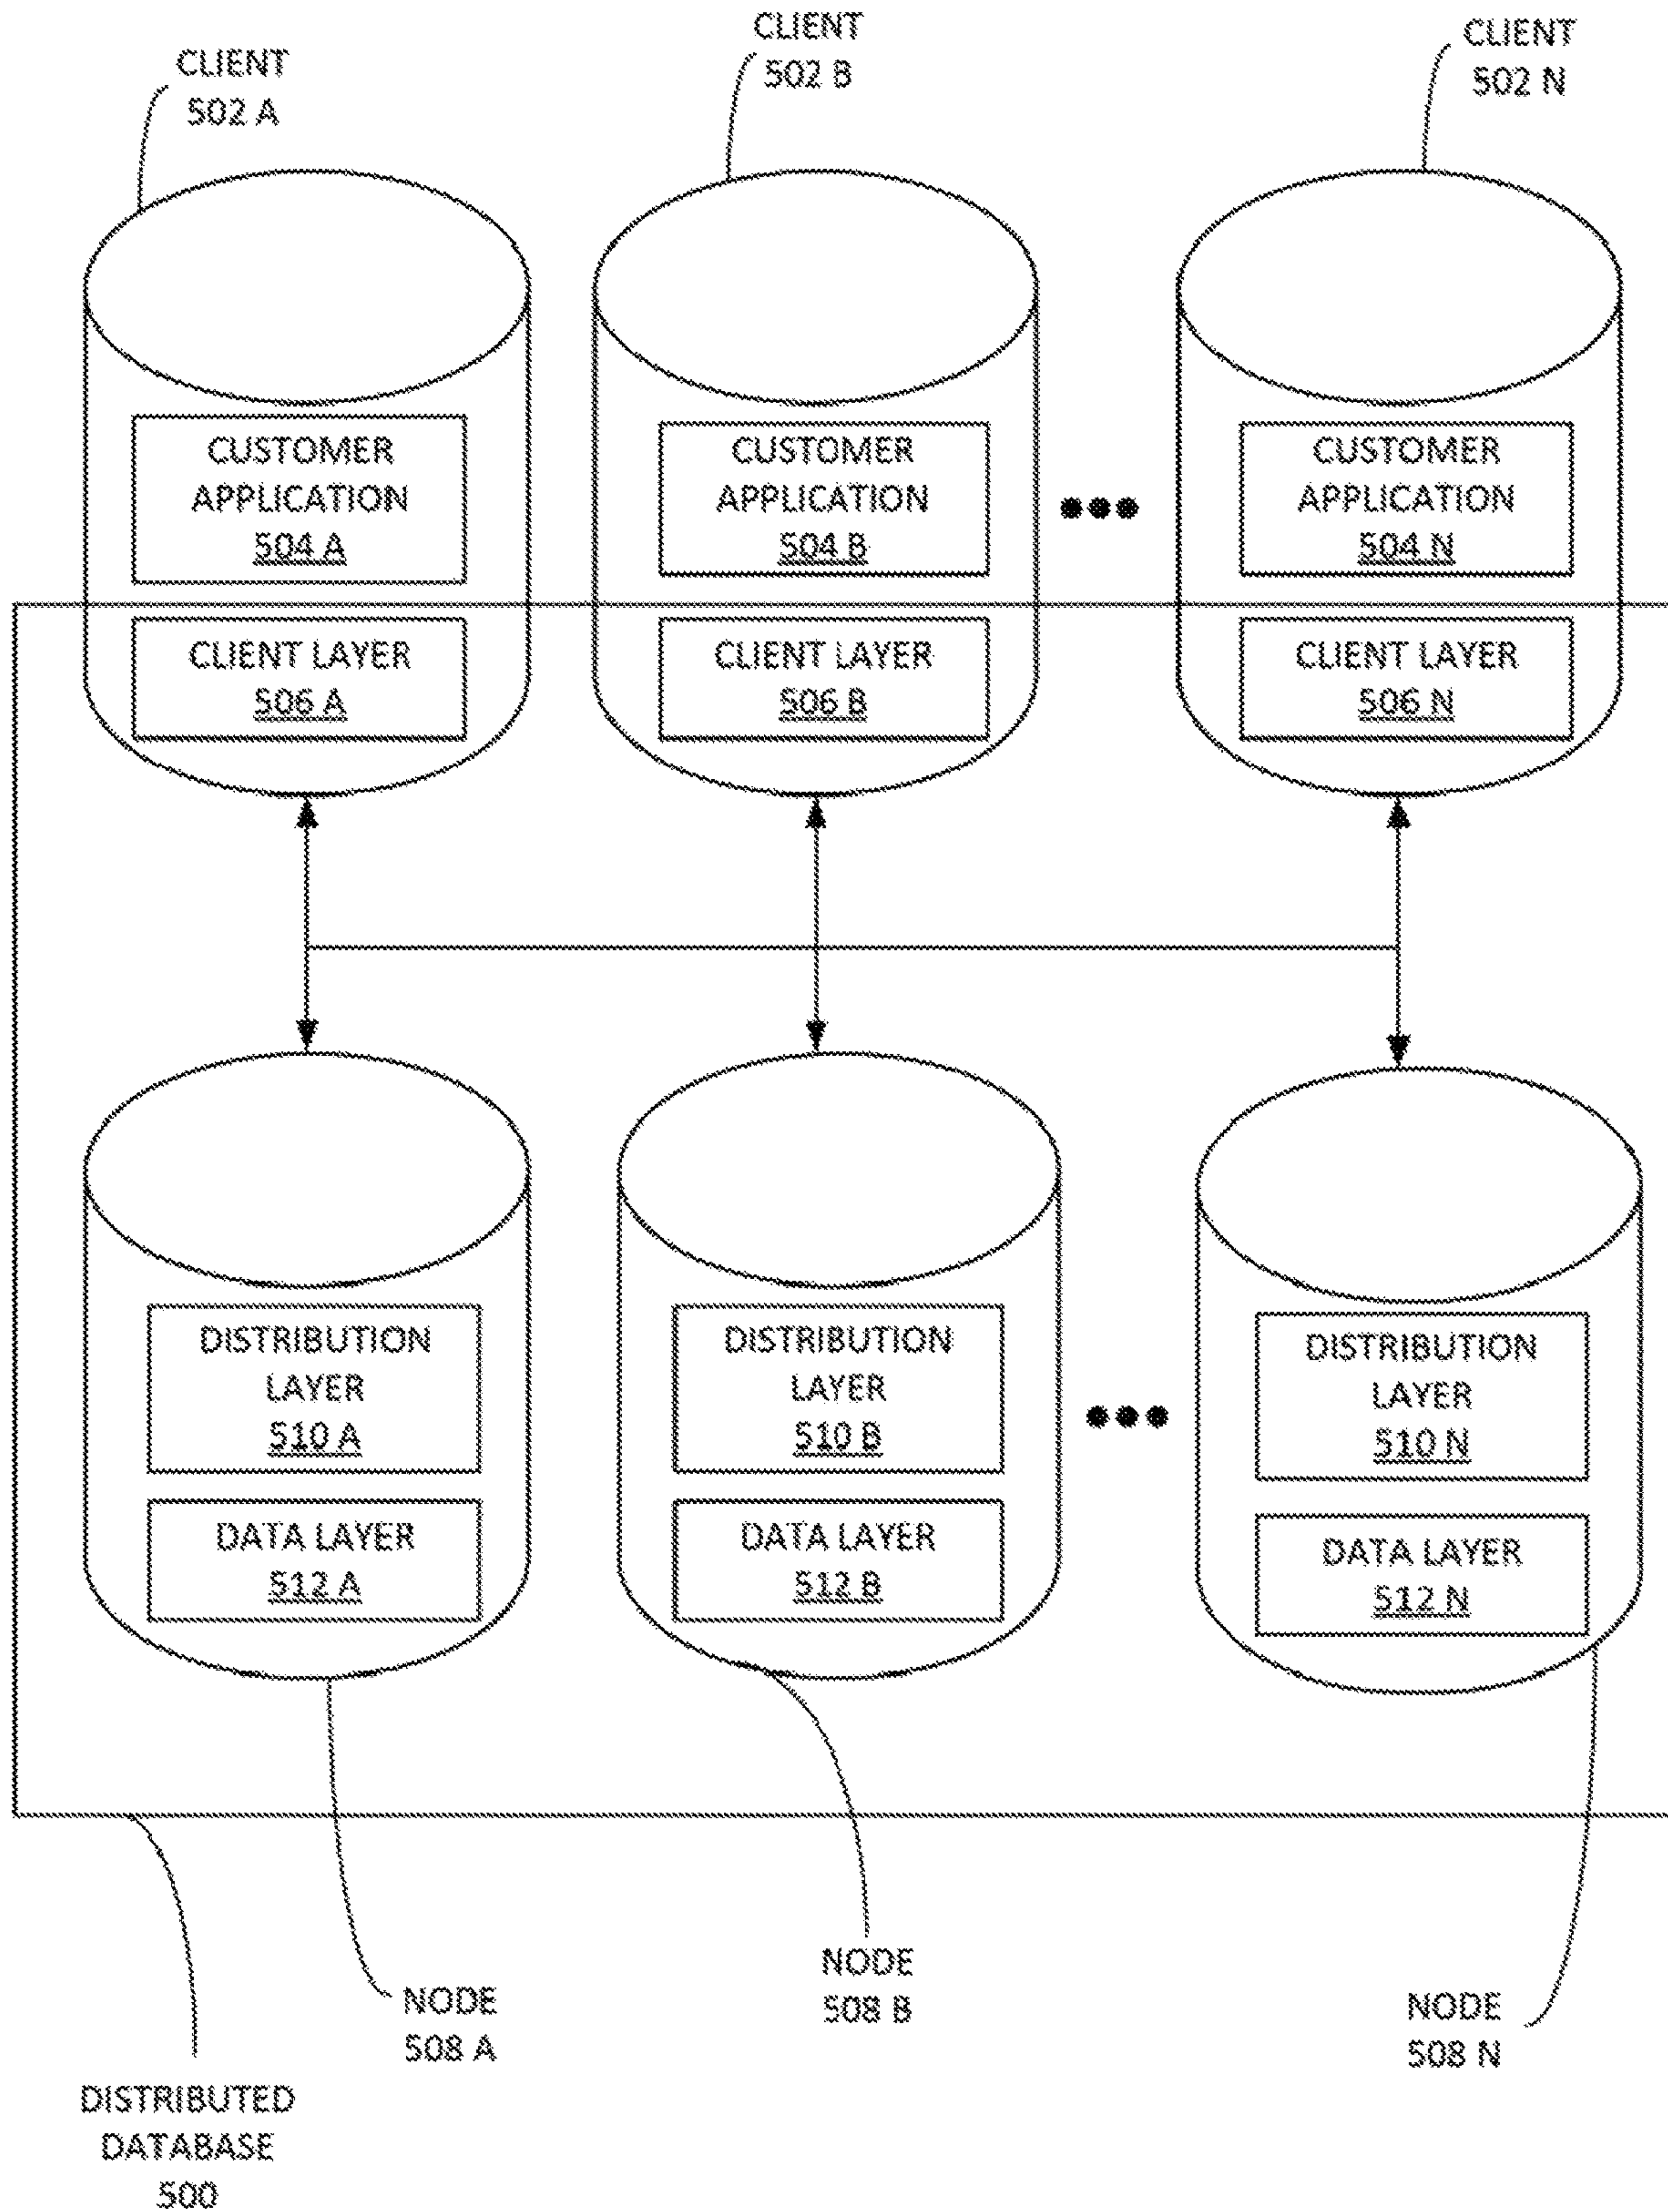 CLIENT
502 A
CLIENT
502 B
CLIENT
502 N
CUSTOMER
APPLICATION
504 A
CUSTOMER
APPLICATION
504 B
CUSTOMER
APPLICATION
504 N
CLIENT LAYER
506 A
CLIENT LAYER
506 B
CLIENT LAYER
506 N
DISTRIBUTION
LAYER
510 A
DISTRIBUTION
LAYER
510 B
DISTRIBUTION
LAYER
510 N
DATA LAYER
512 A
DATA LAYER
512 B
DATA LAYER
512 N
NODE
508 A
NODE
508 B
NODE
508 N
DISTRIBUTED
DATABASE
500